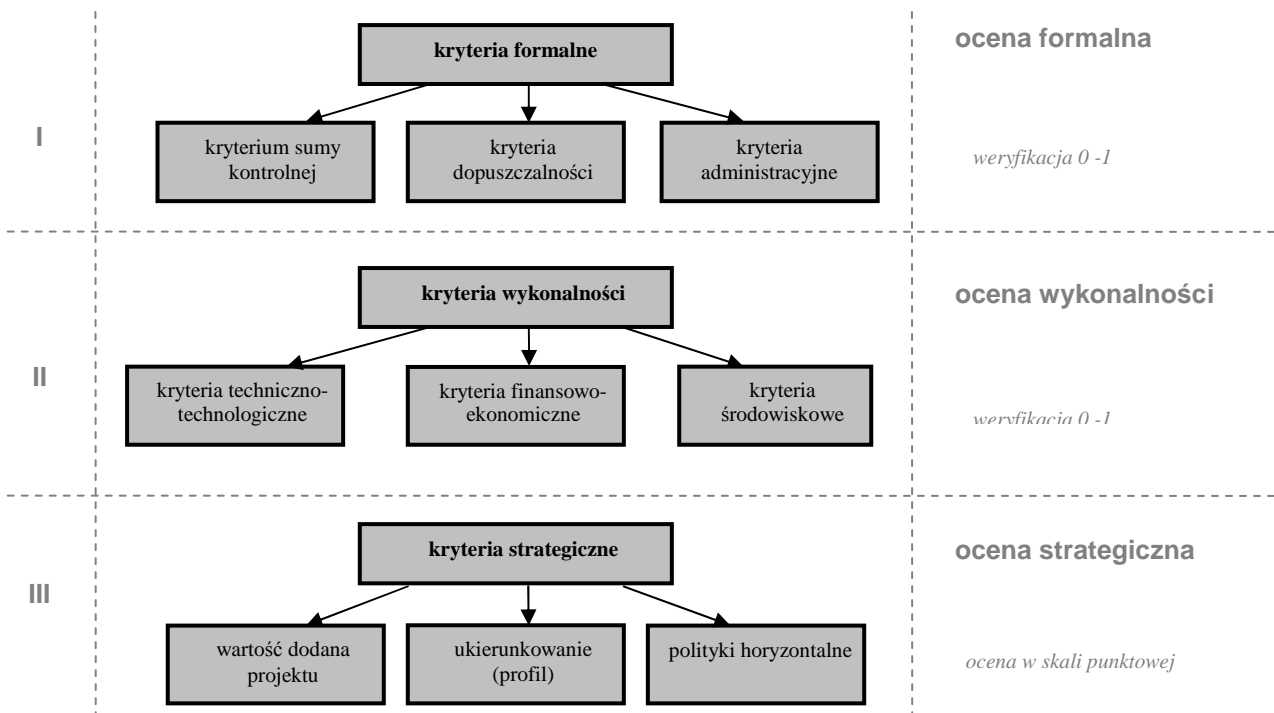 kryteria formalne
ocena formalna
I
kryterium sumy
kontrolnej
kryteria
dopuszczalności
kryteria
administracyjne
weryfikacja 0 -1
kryteria wykonalności
ocena wykonalności
II
kryteria techniczno-
technologiczne
kryteria finansowo-
ekonomiczne
kryteria
środowiskowe
weryfikacja 0 -1
kryteria strategiczne
ocena strategiczna
III
wartość dodana
projektu
ukierunkowanie
(profil)
polityki horyzontalne
ocena w skali punktowej